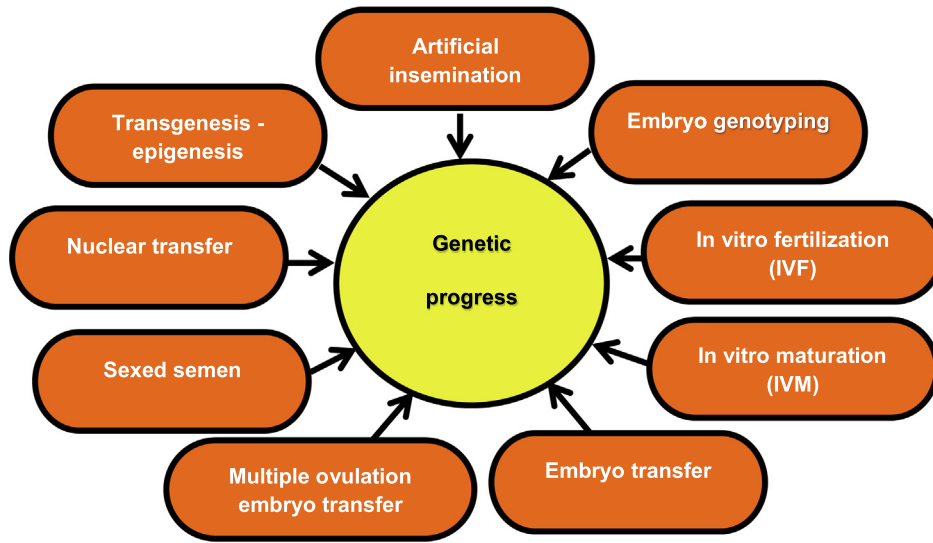 Artificial
insemination
Embryo genotyping
In vitro fertilization
(IVF)
In vitro maturation
(IVM)
Embryo transfer
Multiple ovulation
embryo transfer
Sexed semen
Nuclear transfer
Transgenesis -
epigenesis
Genetic
progress